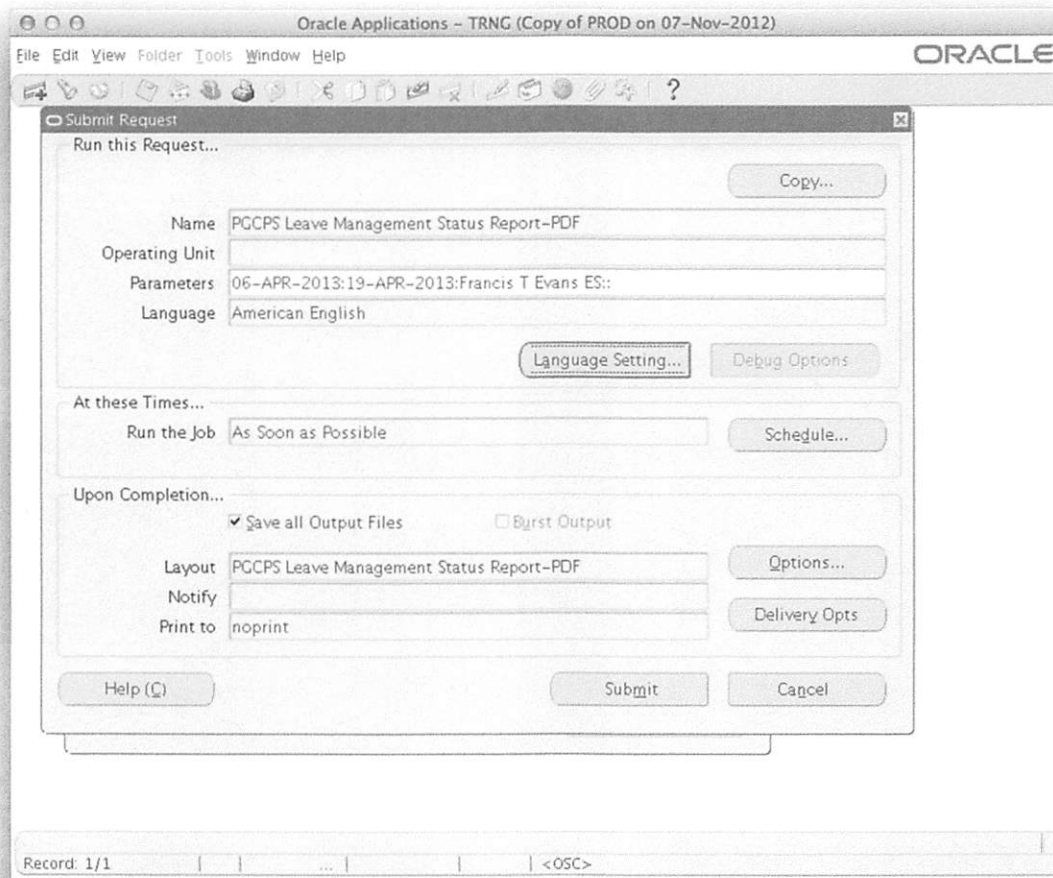 Oracle Applications – TRNG (Copy of PROD on 07-Nov-2012)
File Edit View Folder Tools Window Help
ORACLE
Submit Request
Run this Request...
Copy...
Name PGCPS Leave Management Status Report-PDF
Operating Unit
Parameters 06-APR-2013:19-APR-2013:Francis T Evans ES::
Language American English
Language Setting... Debug Options
At these Times...
Run the Job As Soon as Possible Schedule...
Upon Completion...
Save all Output Files Burst Output
Layout PGCPS Leave Management Status Report-PDF Options...
Notify
Delivery Opts
Print to noprint
Help (C) Submit Cancel
Record: 1/1 ... <OSC>